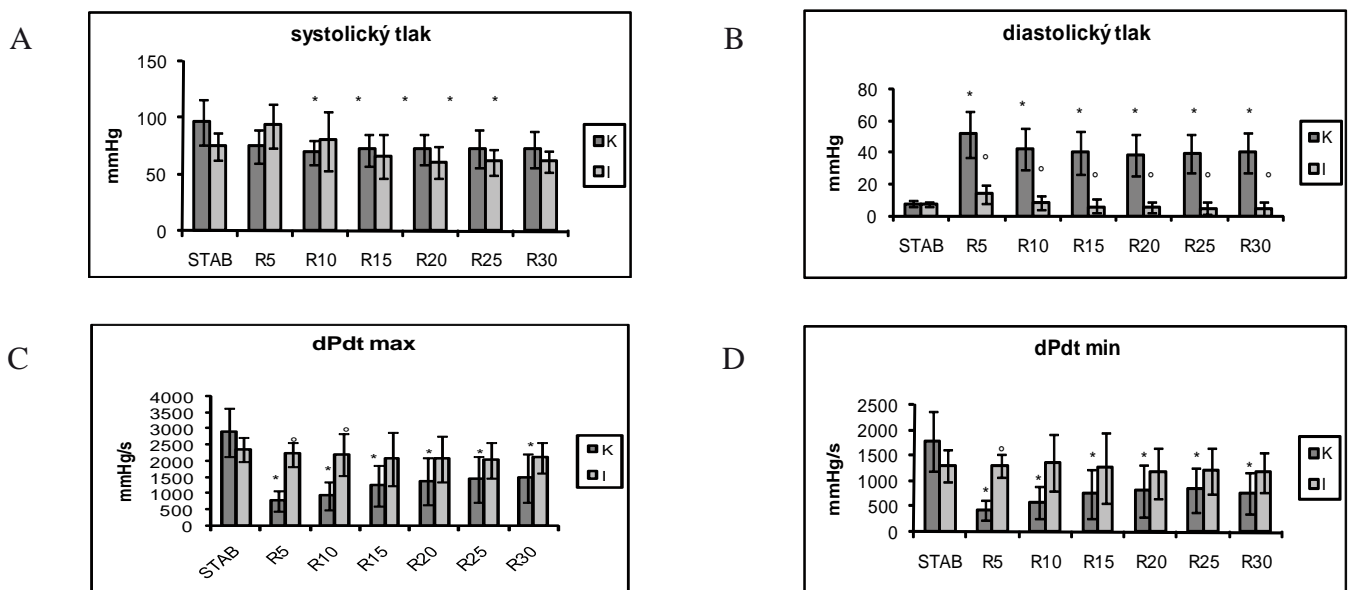 A
systolický tlak
mmHg
150
100
50
0
* * * * *
STAB R5 R10 R15 R20 R25 R30
K
I
B
diastolický tlak
mmHg
80
60
40
20
0
* * * * * *
° ° ° ° ° °
STAB R5 R10 R15 R20 R25 R30
K
I
C
dPdt max
mmHg/s
4000
3500
3000
2500
2000
1500
1000
500
0
° °
* * * * * *
STAB R5 R10 R15 R20 R25 R30
K
I
D
dPdt min
mmHg/s
2500
2000
1500
1000
500
0
°
* * * * * *
STAB R5 R10 R15 R20 R25 R30
K
I